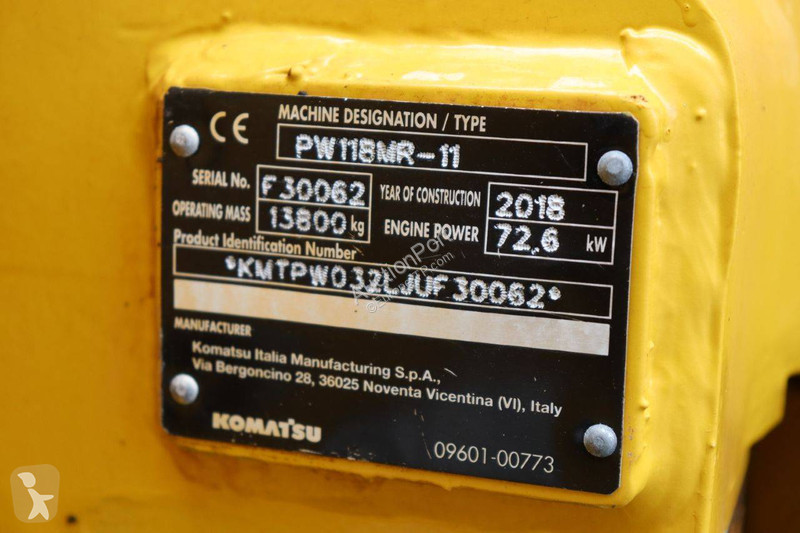 CE MACHINE DESIGNATION / TYPE
PW118MR-11
SERIAL No. F30062 YEAR OF CONSTRUCTION 2018
OPERATING MASS 13800 kg ENGINE POWER 72,6 kW
Product Identification Number
*KMTPW032LJUF30062*
MANUFACTURER
Komatsu Italia Manufacturing S.p.A.,
Via Bergoncino 28, 36025 Noventa Vicentina (VI), Italy
KOMATSU
09601-00773